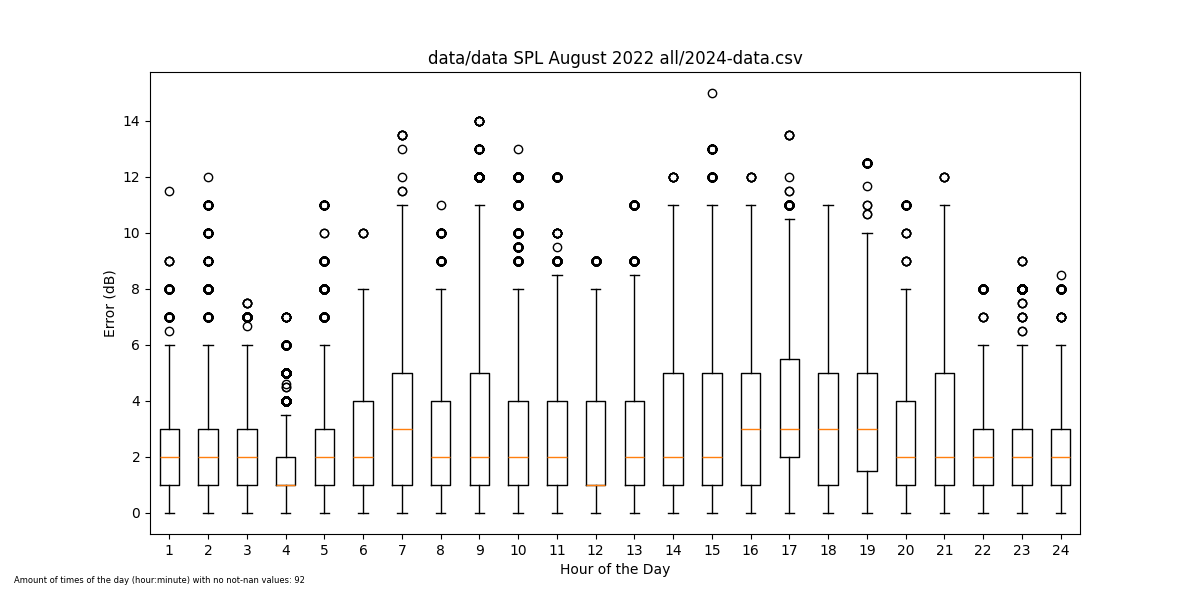 data/data SPL August 2022 all/2024-data.csv
14
12
10
8
6
4
2
0
Error (dB)
1 2 3 4 5 6 7 8 9 10 11 12 13 14 15 16 17 18 19 20 21 22 23 24
Hour of the Day
Amount of times of the day (hour:minute) with no not-nan values: 92